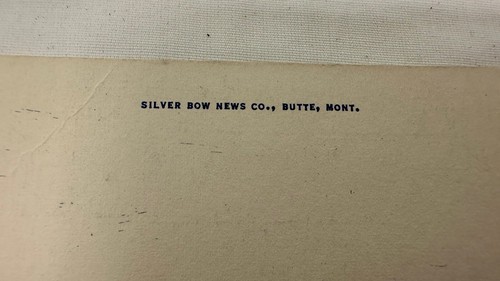 SILVER BOW NEWS CO., BUTTE, MONT.